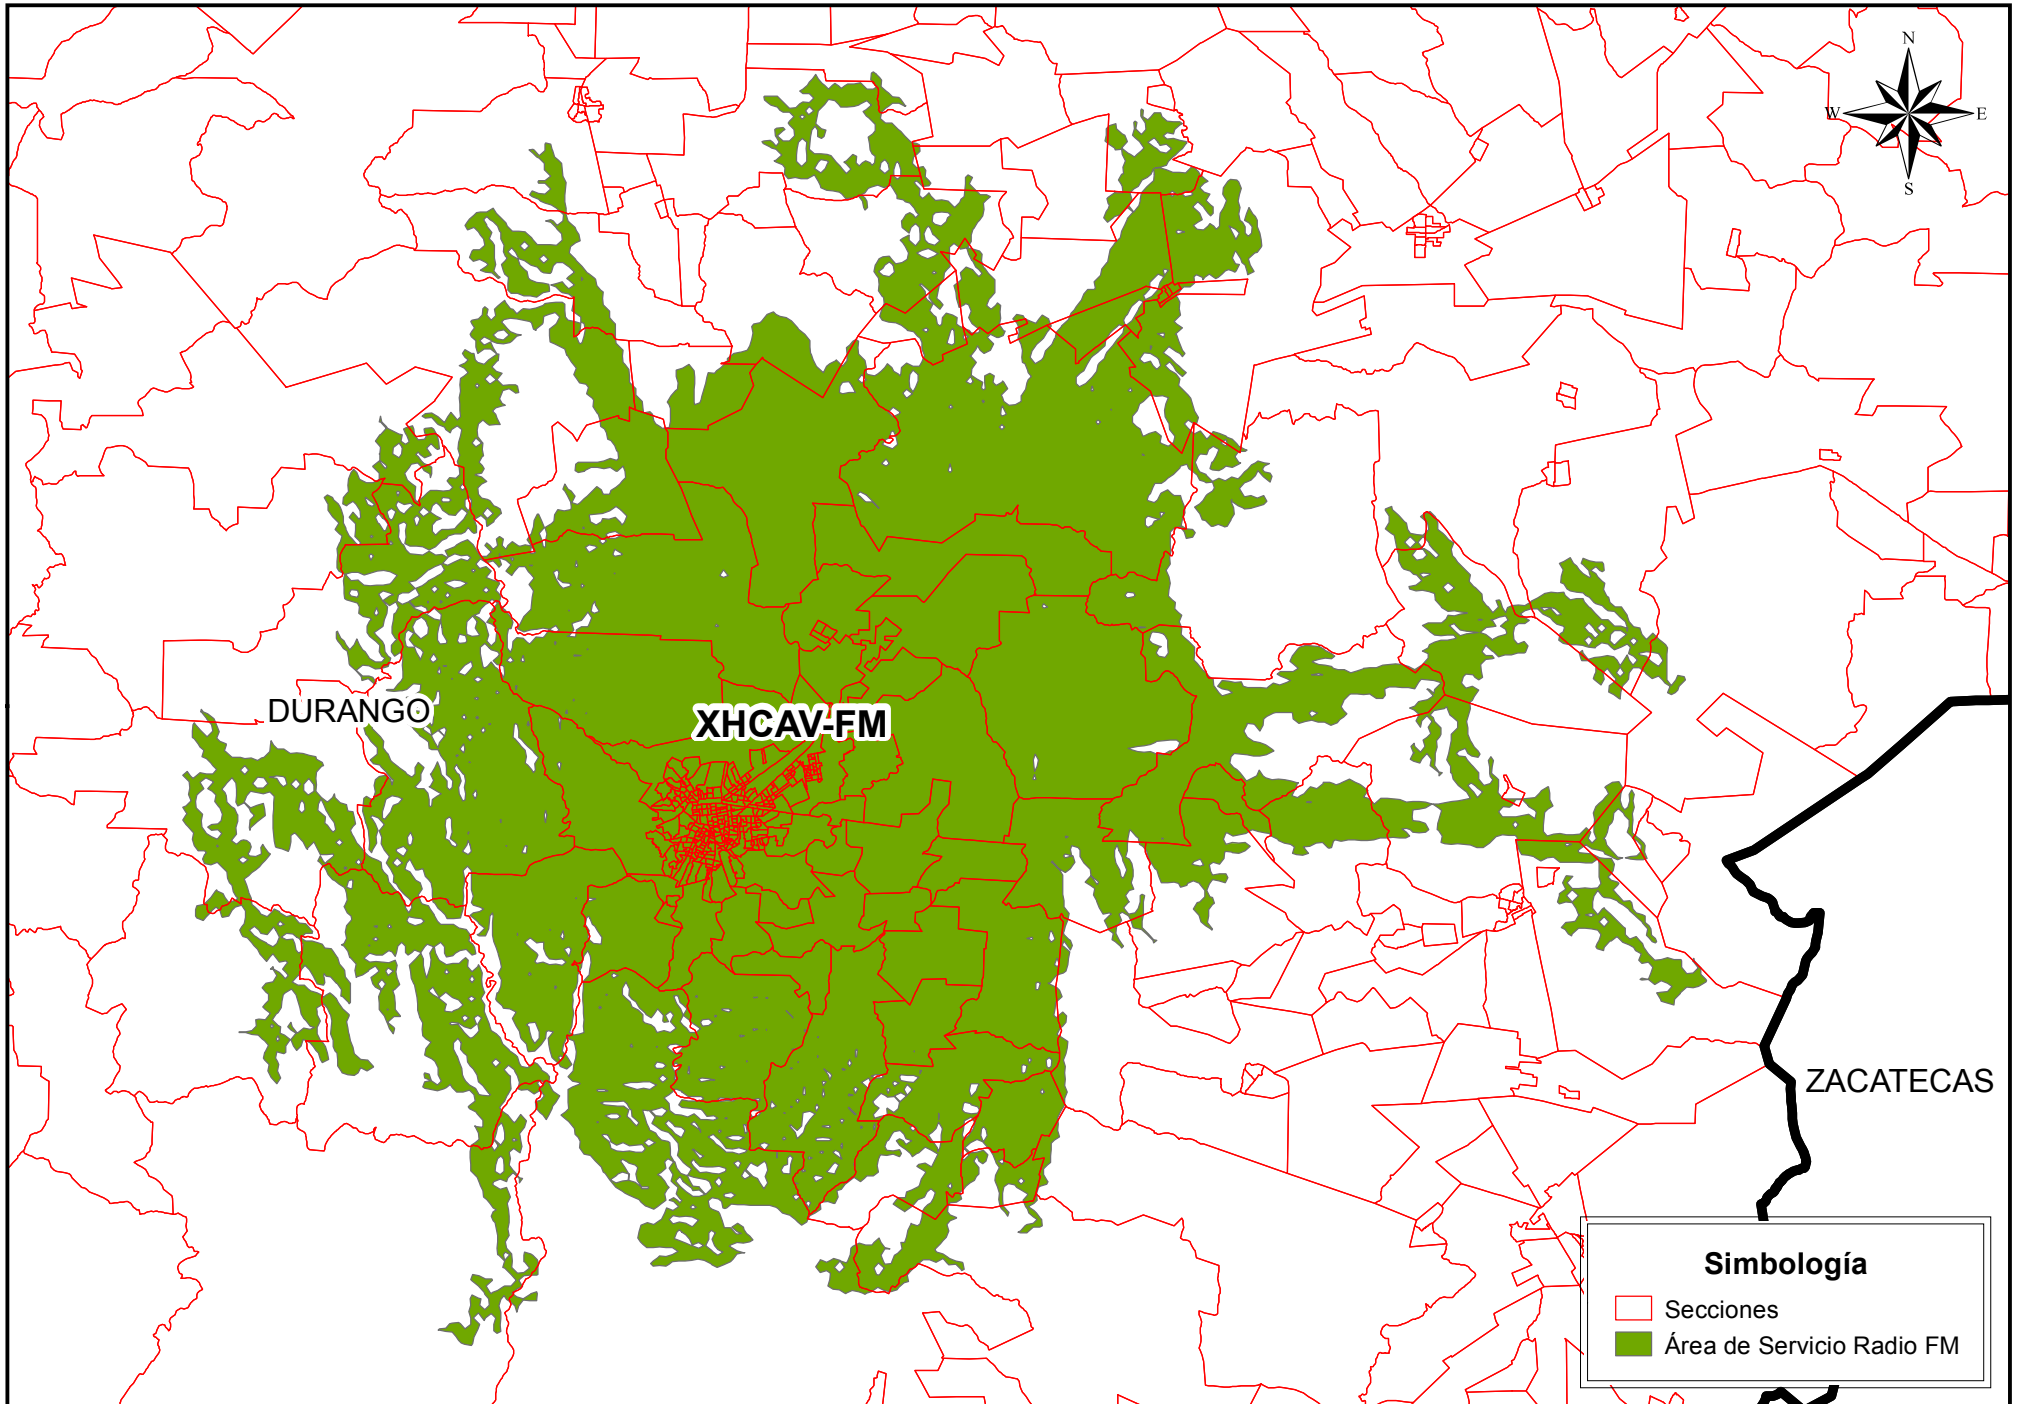 N
W E
S
DURANGO
XHCAV-FM
ZACATECAS
Simbología
Secciones
Área de Servicio Radio FM